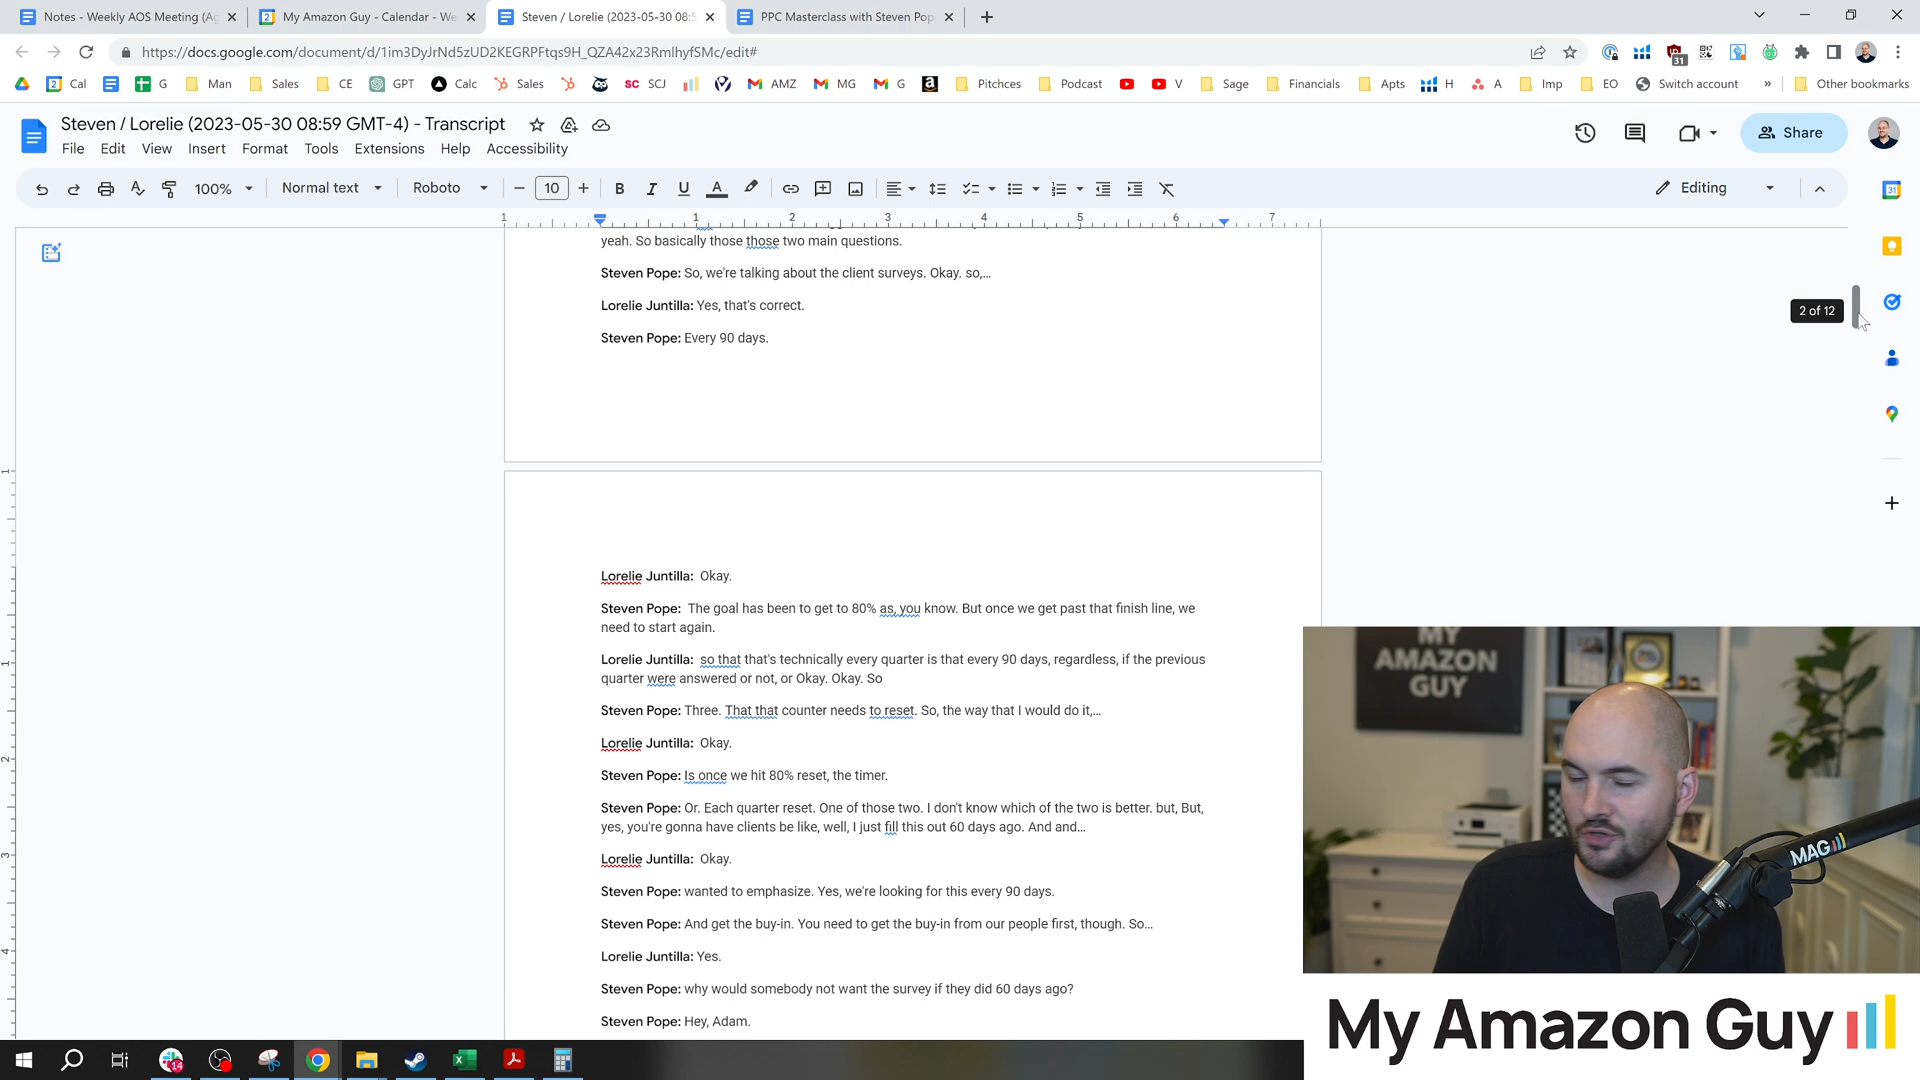 Notes - Weekly AOS Meeting (Ag
My Amazon Guy - Calendar - We
Steven / Lorelie (2023-05-30 08:5
PPC Masterclass with Steven Pop
https://docs.google.com/document/d/1im3DyJrNd5zUD2KEGRPFtqs9H_QZA42x23RmlhyfSMc/edit#
Cal G Man Sales CE GPT Calc Sales SC SCJ AMZ MG G Pitchces Podcast V Sage Financials Apts H A Imp EO Switch account » Other bookmarks
Steven / Lorelie (2023-05-30 08:59 GMT-4) - Transcript
Share
File Edit View Insert Format Tools Extensions Help Accessibility
100% Normal text Roboto 10 Editing
1 1 2 3 4 5 6 7
yeah. So basically those those two main questions.
Steven Pope: So, we're talking about the client surveys. Okay. so,...
Lorelie Juntilla: Yes, that's correct.
2 of 12
Steven Pope: Every 90 days.
Lorelie Juntilla: Okay.
Steven Pope: The goal has been to get to 80% as, you know. But once we get past that finish line, we
need to start again.
Lorelie Juntilla: so that that's technically every quarter is that every 90 days, regardless, if the previous
quarter were answered or not, or Okay. Okay. So
Steven Pope: Three. That that counter needs to reset. So, the way that I would do it,...
Lorelie Juntilla: Okay.
Steven Pope: Is once we hit 80% reset, the timer.
Steven Pope: Or. Each quarter reset. One of those two. I don't know which of the two is better. but, But,
yes, you're gonna have clients be like, well, I just fill this out 60 days ago. And and...
Lorelie Juntilla: Okay.
Steven Pope: wanted to emphasize. Yes, we're looking for this every 90 days.
Steven Pope: And get the buy-in. You need to get the buy-in from our people first, though. So...
Lorelie Juntilla: Yes.
Steven Pope: why would somebody not want the survey if they did 60 days ago?
Steven Pope: Hey, Adam.
MY
AMAZON
GUY
MAG
My Amazon Guy